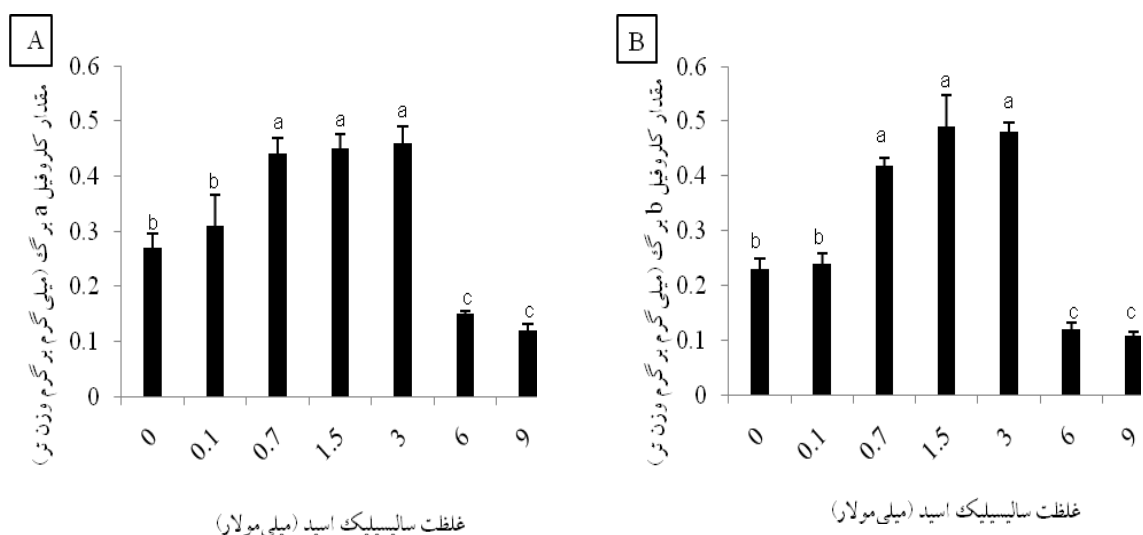 A
مقدار کلروفیل a برگ (میلی گرم بر گرم وزن تر)
0.6
0.5
0.4
0.3
0.2
0.1
0
b
b
a
a
a
c
c
0
0.1
0.7
1.5
3
6
9
غلظت سالیسیلیک اسید (میلی‌مولار)
B
مقدار کلروفیل b برگ (میلی گرم بر گرم وزن تر)
0.6
0.5
0.4
0.3
0.2
0.1
0
b
b
a
a
a
c
c
0
0.1
0.7
1.5
3
6
9
غلظت سالیسیلیک اسید (میلی‌مولار)